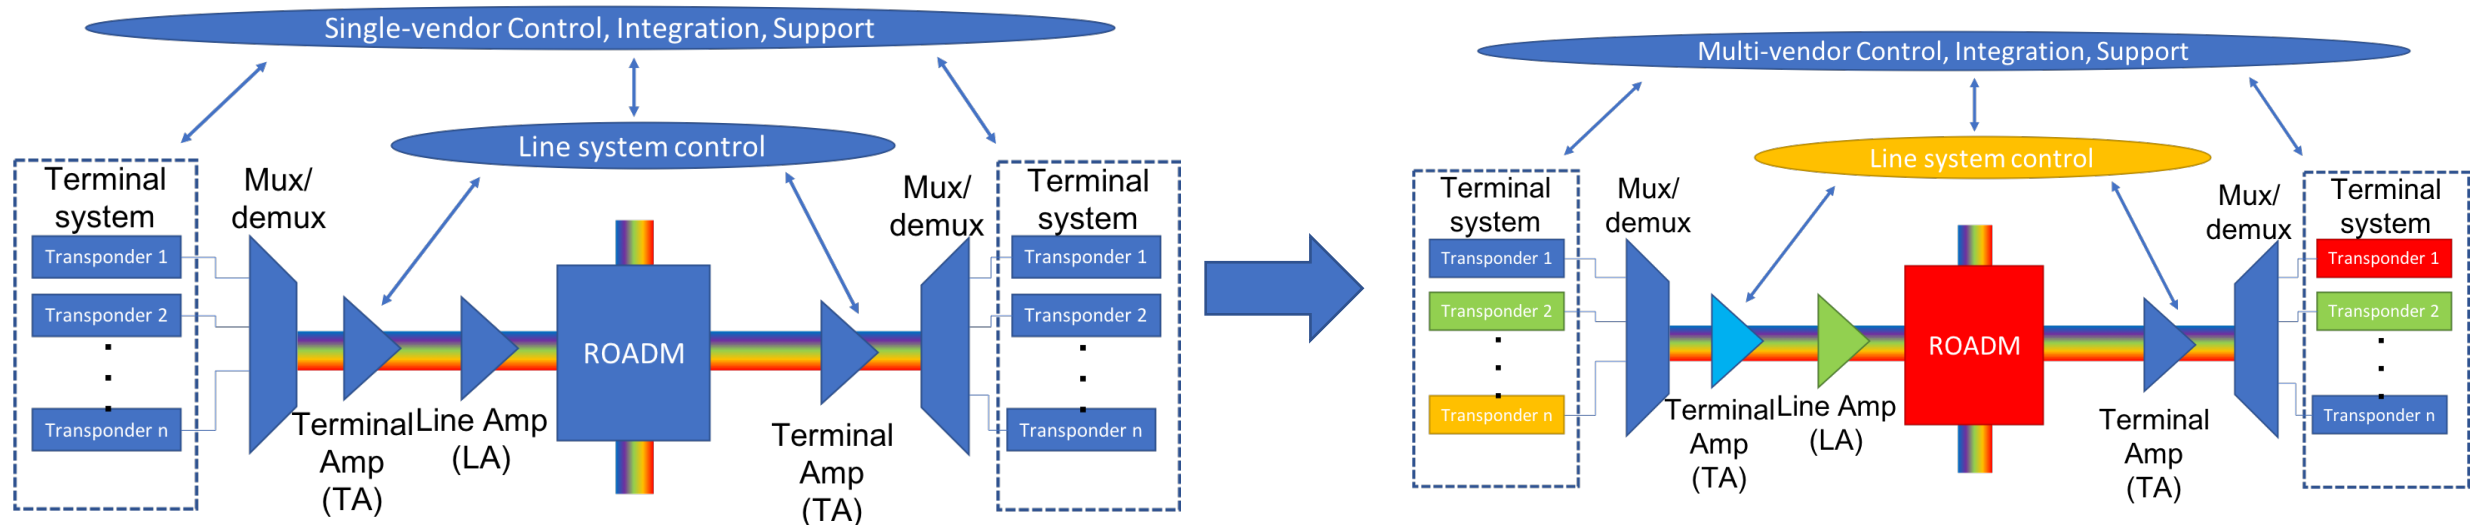 Single-vendor Control, Integration, Support
Line system control
Terminal
system
Transponder 1
Transponder 2
Transponder n
Mux/
demux
Terminal
Amp
(TA)
Line Amp
(LA)
ROADM
Terminal
Amp
(TA)
Mux/
demux
Terminal
system
Transponder 1
Transponder 2
Transponder n
Multi-vendor Control, Integration, Support
Line system control
Terminal
system
Transponder 1
Transponder 2
Transponder n
Mux/
demux
Terminal
Amp
(TA)
Line Amp
(LA)
ROADM
Terminal
Amp
(TA)
Mux/
demux
Terminal
system
Transponder 1
Transponder 2
Transponder n